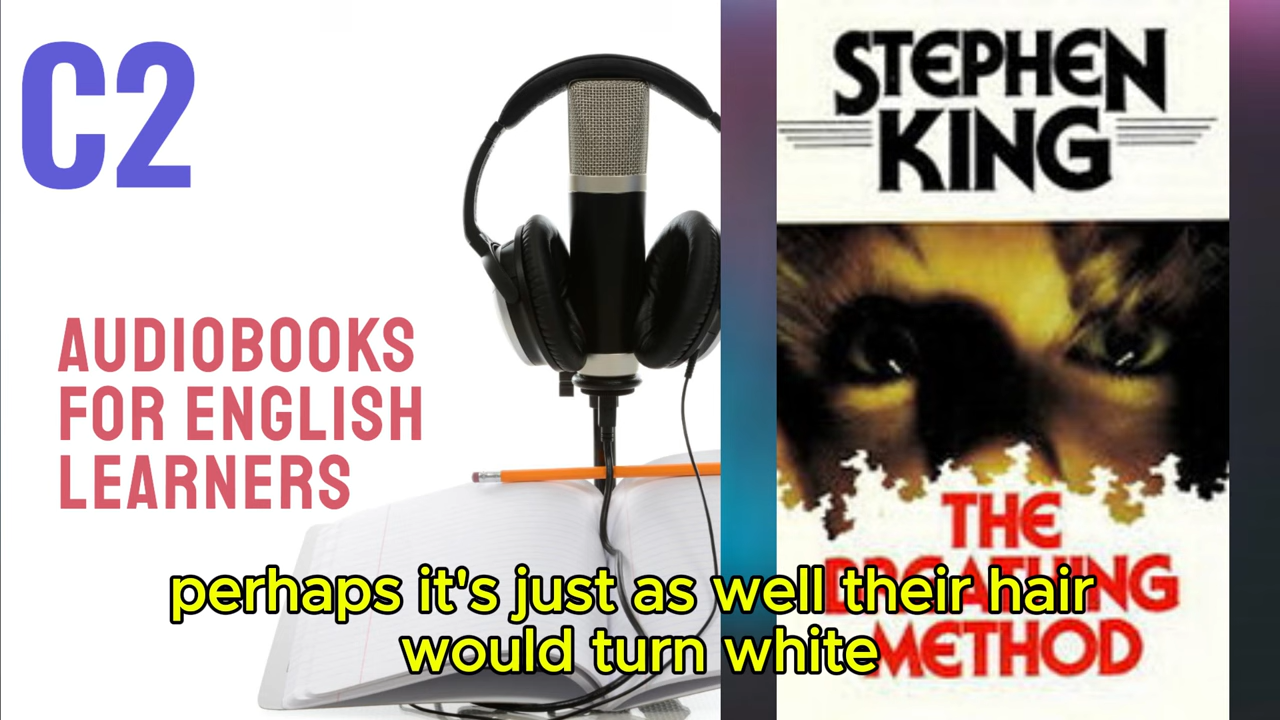 C2
AUDIOBOOKS
FOR ENGLISH
LEARNERS
STEPHEN
KING
THE
BREATHING
METHOD
perhaps it's just as well their hair
would turn white